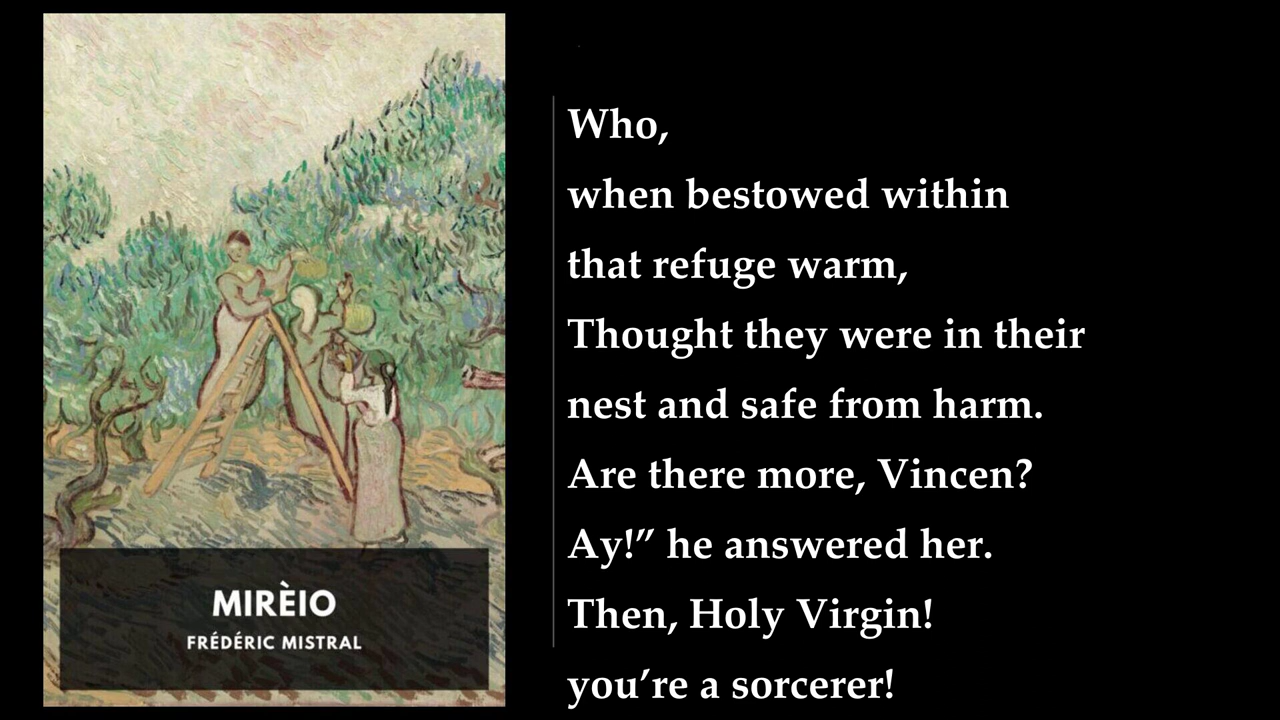 MIRÈIO
FRÉDÉRIC MISTRAL
Who,
when bestowed within
that refuge warm,
Thought they were in their
nest and safe from harm.
Are there more, Vincen?
Ay!” he answered her.
Then, Holy Virgin!
you’re a sorcerer!